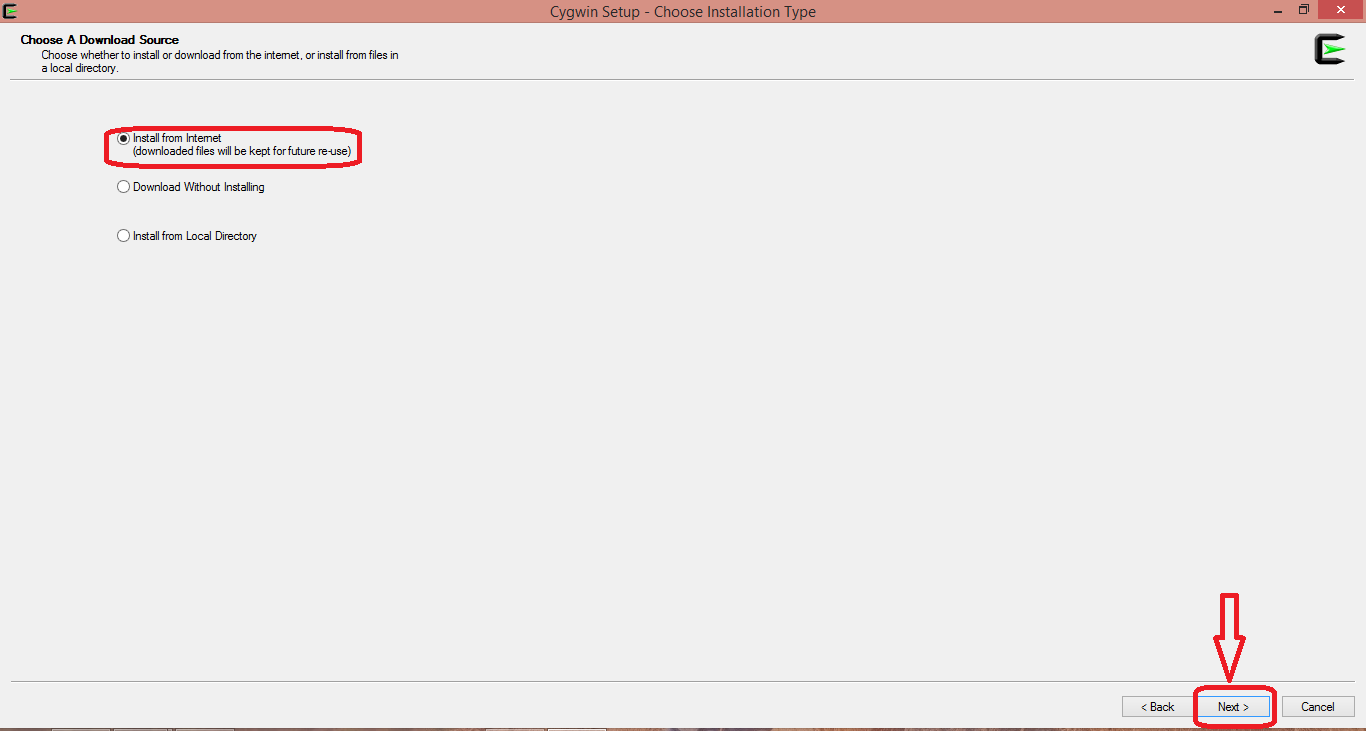 Cygwin Setup - Choose Installation Type
Choose A Download Source
Choose whether to install or download from the internet, or install from files in
a local directory.
Install from Internet
(downloaded files will be kept for future re-use)
Download Without Installing
Install from Local Directory
< Back
Next >
Cancel